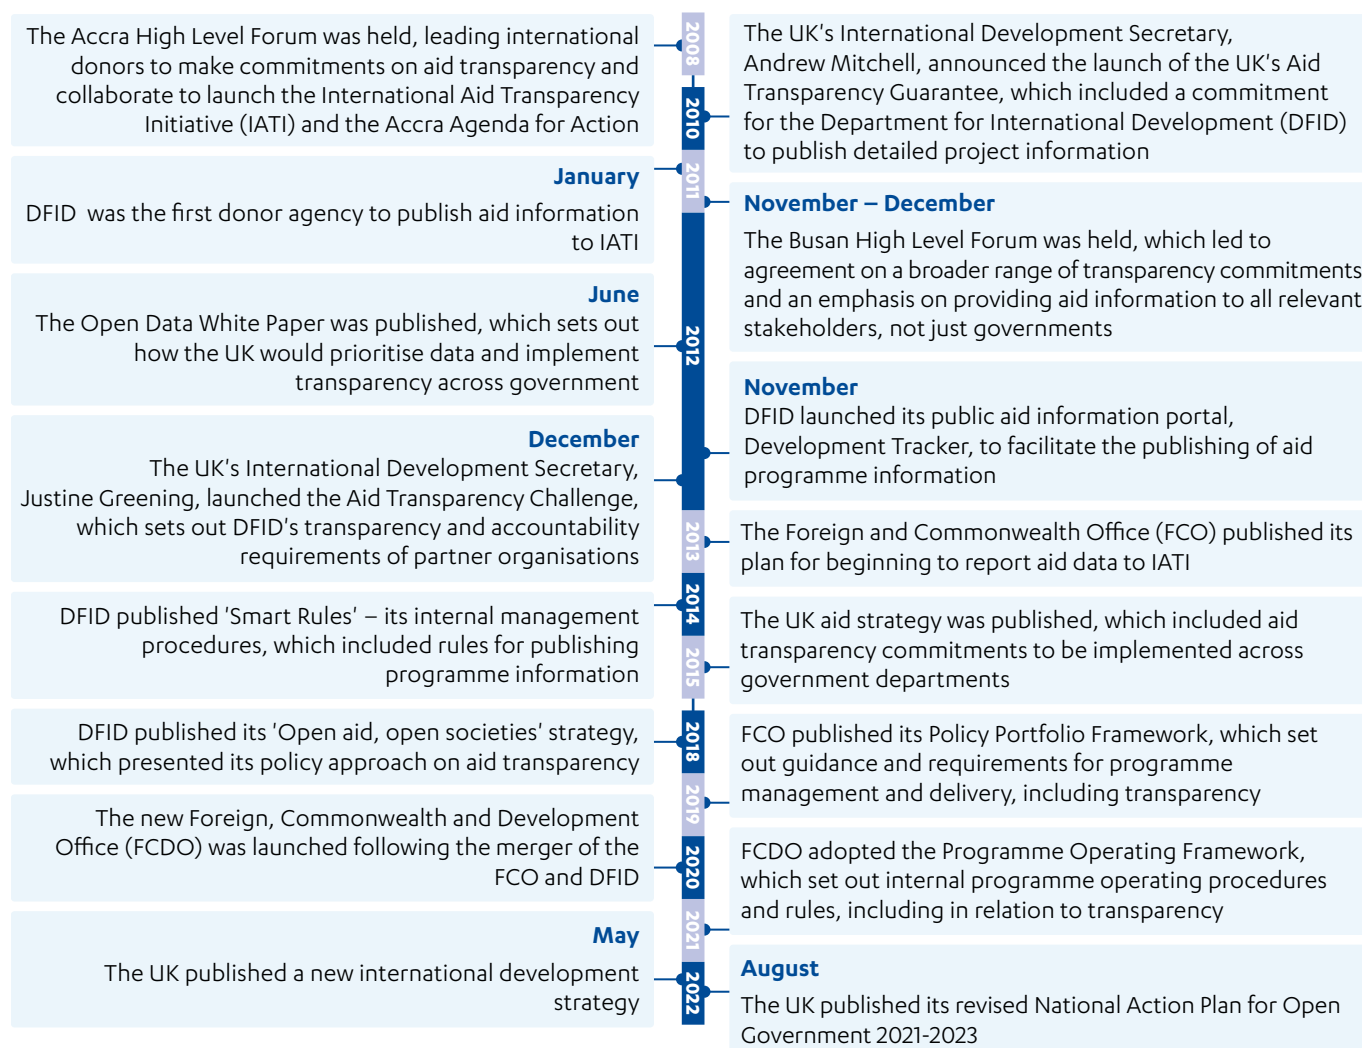 2008
The Accra High Level Forum was held, leading international
donors to make commitments on aid transparency and
collaborate to launch the International Aid Transparency
Initiative (IATI) and the Accra Agenda for Action
2010
The UK's International Development Secretary,
Andrew Mitchell, announced the launch of the UK's Aid
Transparency Guarantee, which included a commitment
for the Department for International Development (DFID)
to publish detailed project information
2011
January
DFID was the first donor agency to publish aid information
to IATI
November – December
The Busan High Level Forum was held, which led to
agreement on a broader range of transparency commitments
and an emphasis on providing aid information to all relevant
stakeholders, not just governments
2012
June
The Open Data White Paper was published, which sets out
how the UK would prioritise data and implement
transparency across government
November
DFID launched its public aid information portal,
Development Tracker, to facilitate the publishing of aid
programme information
December
The UK's International Development Secretary,
Justine Greening, launched the Aid Transparency Challenge,
which sets out DFID's transparency and accountability
requirements of partner organisations
2013
The Foreign and Commonwealth Office (FCO) published its
plan for beginning to report aid data to IATI
2014
DFID published 'Smart Rules' – its internal management
procedures, which included rules for publishing
programme information
2015
The UK aid strategy was published, which included aid
transparency commitments to be implemented across
government departments
2018
DFID published its 'Open aid, open societies' strategy,
which presented its policy approach on aid transparency
2019
FCO published its Policy Portfolio Framework, which set
out guidance and requirements for programme
management and delivery, including transparency
2020
The new Foreign, Commonwealth and Development
Office (FCDO) was launched following the merger of the
FCO and DFID
2021
FCDO adopted the Programme Operating Framework,
which set out internal programme operating procedures
and rules, including in relation to transparency
2022
May
The UK published a new international development
strategy
August
The UK published its revised National Action Plan for Open
Government 2021-2023